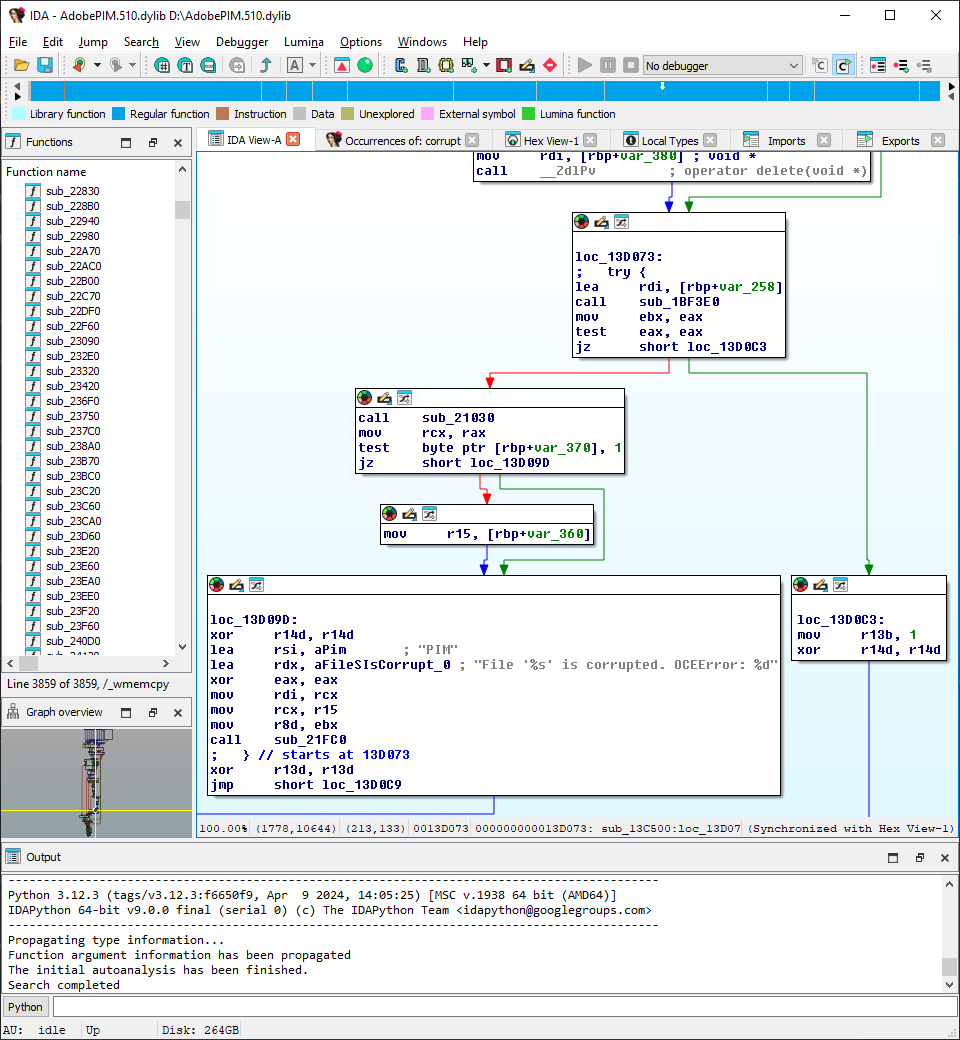 IDA - AdobePIM.510.dylib D:\AdobePIM.510.dylib
File Edit Jump Search View Debugger Lumina Options Windows Help
No debugger
Library function Regular function Instruction Data Unexplored External symbol Lumina function
Functions
IDA View-A Occurrences of: corrupt Hex View-1 Local Types Imports Exports
Function name
sub_22830
sub_228B0
sub_22940
sub_22980
sub_22A70
sub_22AC0
sub_22B00
sub_22C70
sub_22DF0
sub_22F60
sub_23090
sub_232E0
sub_23320
sub_23420
sub_236F0
sub_23750
sub_237C0
sub_238A0
sub_23B70
sub_23BC0
sub_23C20
sub_23C60
sub_23CA0
sub_23D60
sub_23E20
sub_23E60
sub_23EA0
sub_23EE0
sub_23F20
sub_23F60
sub_240D0
Line 3859 of 3859, /_wmemcpy
Graph overview
mov rdi, [rbp+var_380] ; void *
call __ZdlPv ; operator delete(void *)
loc_13D073:
; try {
lea rdi, [rbp+var_258]
call sub_1BF3E0
mov ebx, eax
test eax, eax
jz short loc_13D0C3
call sub_21030
mov rcx, rax
test byte ptr [rbp+var_370], 1
jz short loc_13D09D
mov r15, [rbp+var_360]
loc_13D09D:
xor r14d, r14d
lea rsi, aPim ; "PIM"
lea rdx, aFileSIsCorrupt_0 ; "File '%s' is corrupted. OCEError: %d"
xor eax, eax
mov rdi, rcx
mov rcx, r15
mov r8d, ebx
call sub_21FC0
; } // starts at 13D073
xor r13d, r13d
jmp short loc_13D0C9
loc_13D0C3:
mov r13b, 1
xor r14d, r14d
100.00% (1778,10644) (213,133) 0013D073 000000000013D073: sub_13C500:loc_13D07 (Synchronized with Hex View-1)
Output
Python 3.12.3 (tags/v3.12.3:f6650f9, Apr 9 2024, 14:05:25) [MSC v.1938 64 bit (AMD64)]
IDAPython 64-bit v9.0.0 final (serial 0) (c) The IDAPython Team <idapython@googlegroups.com>
Propagating type information...
Function argument information has been propagated
The initial autoanalysis has been finished.
Search completed
Python
AU: idle Up Disk: 264GB